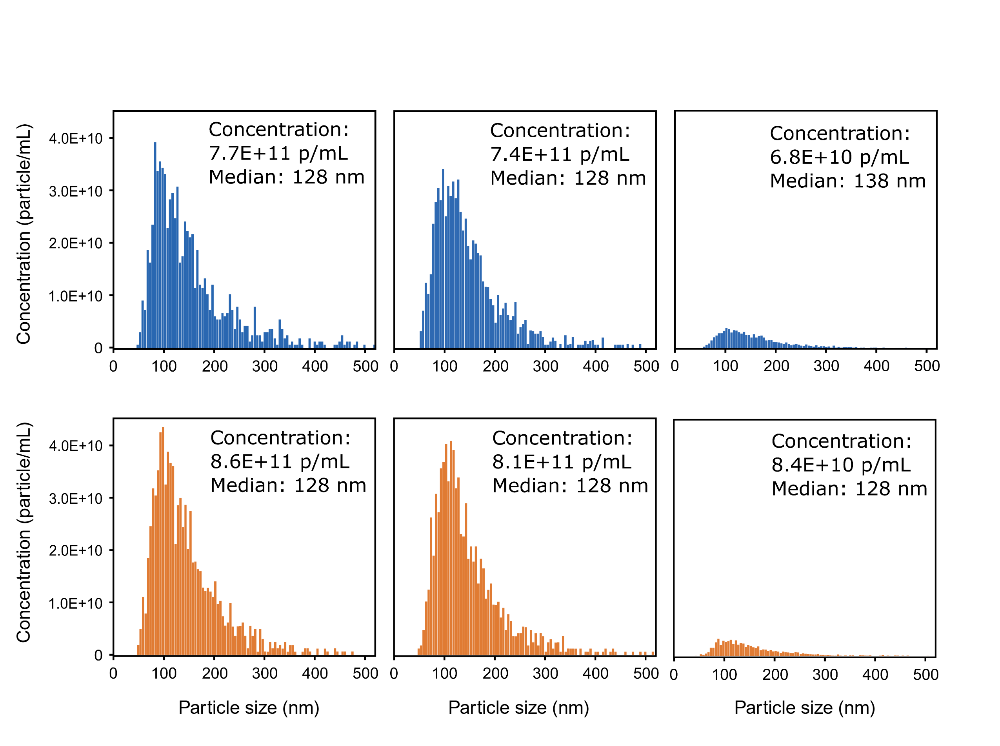 Concentration (particle/mL)
4.0E+10
3.0E+10
2.0E+10
1.0E+10
0
Concentration:
7.7E+11 p/mL
Median: 128 nm
0 100 200 300 400 500
Concentration:
7.4E+11 p/mL
Median: 128 nm
0 100 200 300 400 500
Concentration:
6.8E+10 p/mL
Median: 138 nm
0 100 200 300 400 500
Concentration (particle/mL)
4.0E+10
3.0E+10
2.0E+10
1.0E+10
0
Concentration:
8.6E+11 p/mL
Median: 128 nm
0 100 200 300 400 500
Particle size (nm)
Concentration:
8.1E+11 p/mL
Median: 128 nm
0 100 200 300 400 500
Particle size (nm)
Concentration:
8.4E+10 p/mL
Median: 128 nm
0 100 200 300 400 500
Particle size (nm)